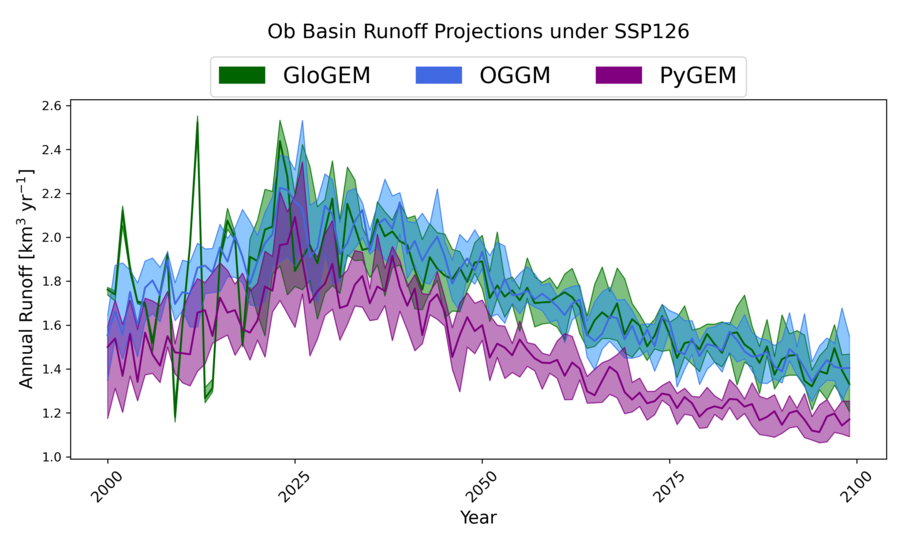 Ob Basin Runoff Projections under SSP126
GloGEM OGGM PyGEM
2.6
2.4
2.2
2.0
1.8
1.6
1.4
1.2
1.0
Annual Runoff [km³ yr⁻¹]
2000 2025 2050 2075 2100
Year